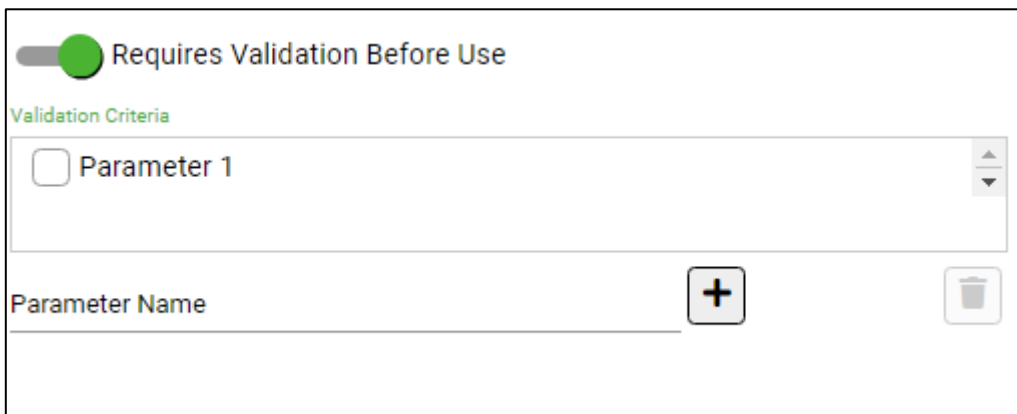 Requires Validation Before Use
Validation Criteria
Parameter 1
Parameter Name